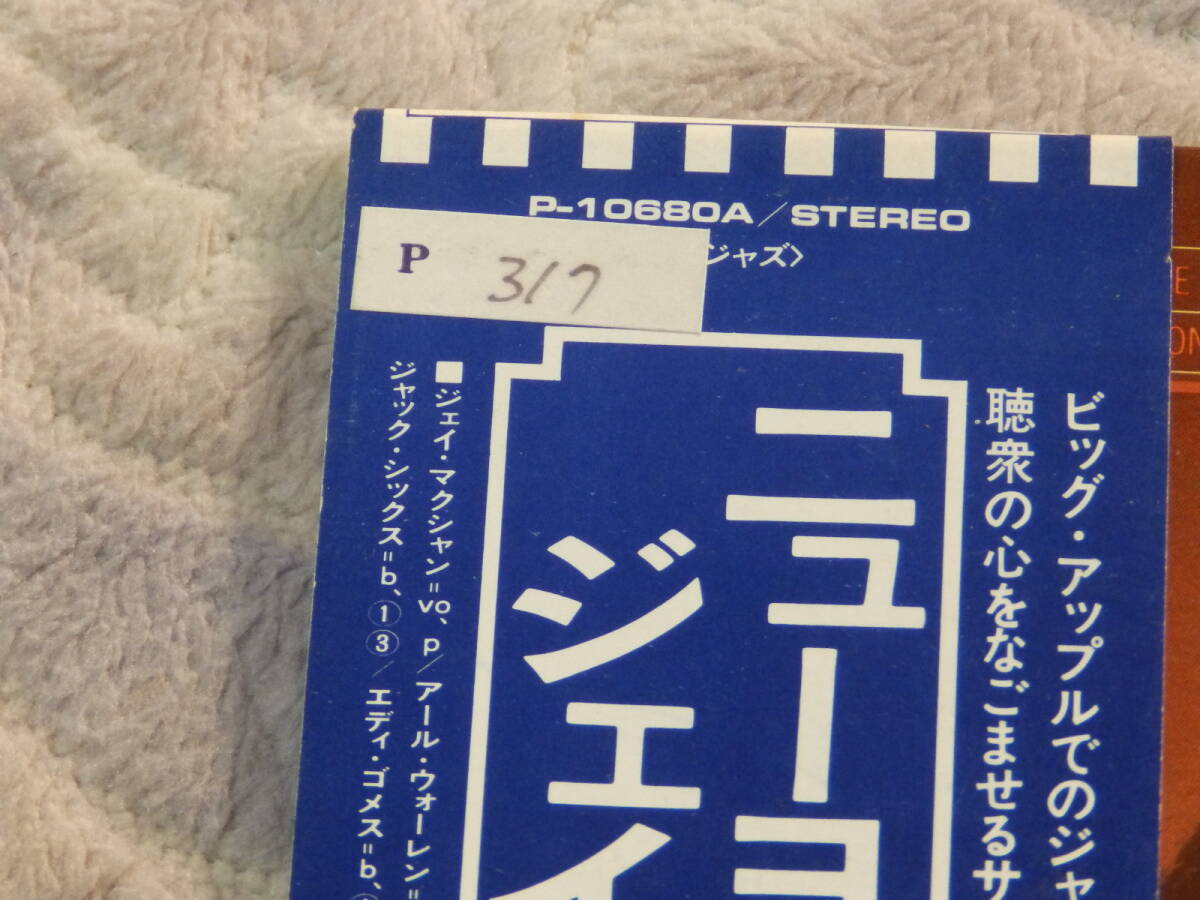 P-10680A／STEREO
ジャズ〉
P 317
ビッグ・アップルでのジャ
聴衆の心をなごませるサ
ニューヨ
ジェイ
■ジェイ・マクシャン=vo、p／アール・ウォーレン=
ジャック・シックス=b、①③／エディ・ゴメス=b、
E
ON